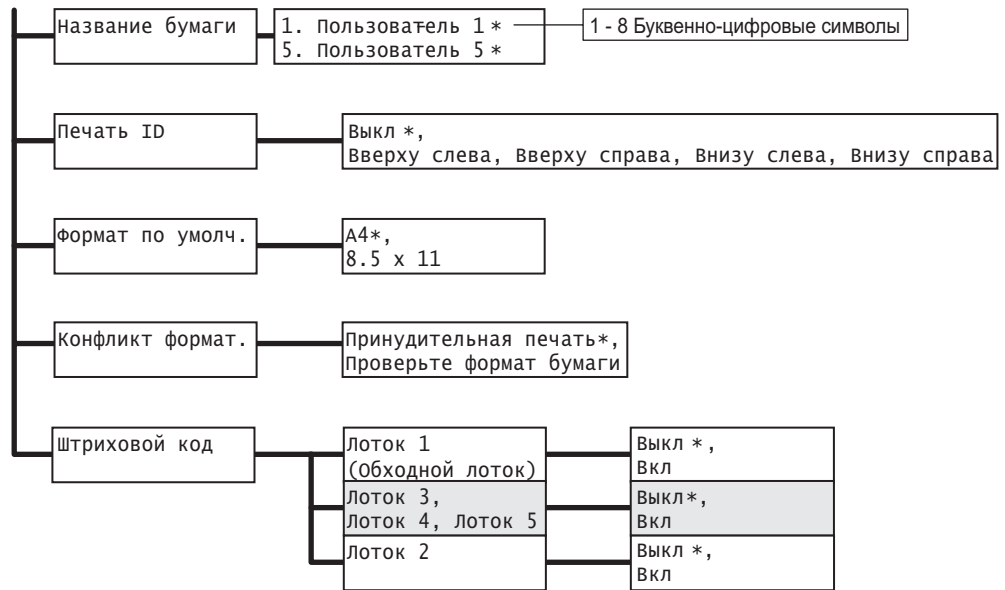 Название бумаги
1. Пользователь 1 *
5. Пользователь 5 *
1 - 8 Буквенно-цифровые символы
Печать ID
Выкл *,
Вверху слева, Вверху справа, Внизу слева, Внизу справа
Формат по умолч.
A4*,
8.5 x 11
Конфликт формат.
Принудительная печать*,
Проверьте формат бумаги
Штриховой код
Лоток 1
(Обходной лоток)
Выкл *,
Вкл
Лоток 3,
Лоток 4, Лоток 5
Выкл*,
Вкл
Лоток 2
Выкл *,
Вкл